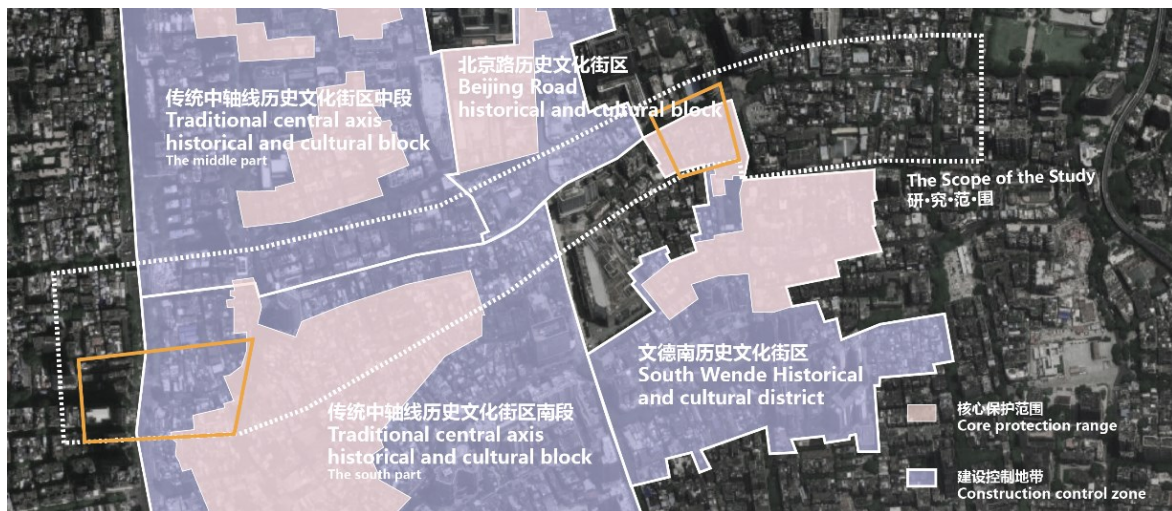 传统中轴线历史文化街区中段
Traditional central axis
historical and cultural block
The middle part
北京路历史文化街区
Beijing Road
historical and cultural block
The Scope of the Study
研·究·范·围
文德南历史文化街区
South Wende Historical
and cultural district
传统中轴线历史文化街区南段
Traditional central axis
historical and cultural block
The south part
核心保护范围
Core protection range
建设控制地带
Construction control zone